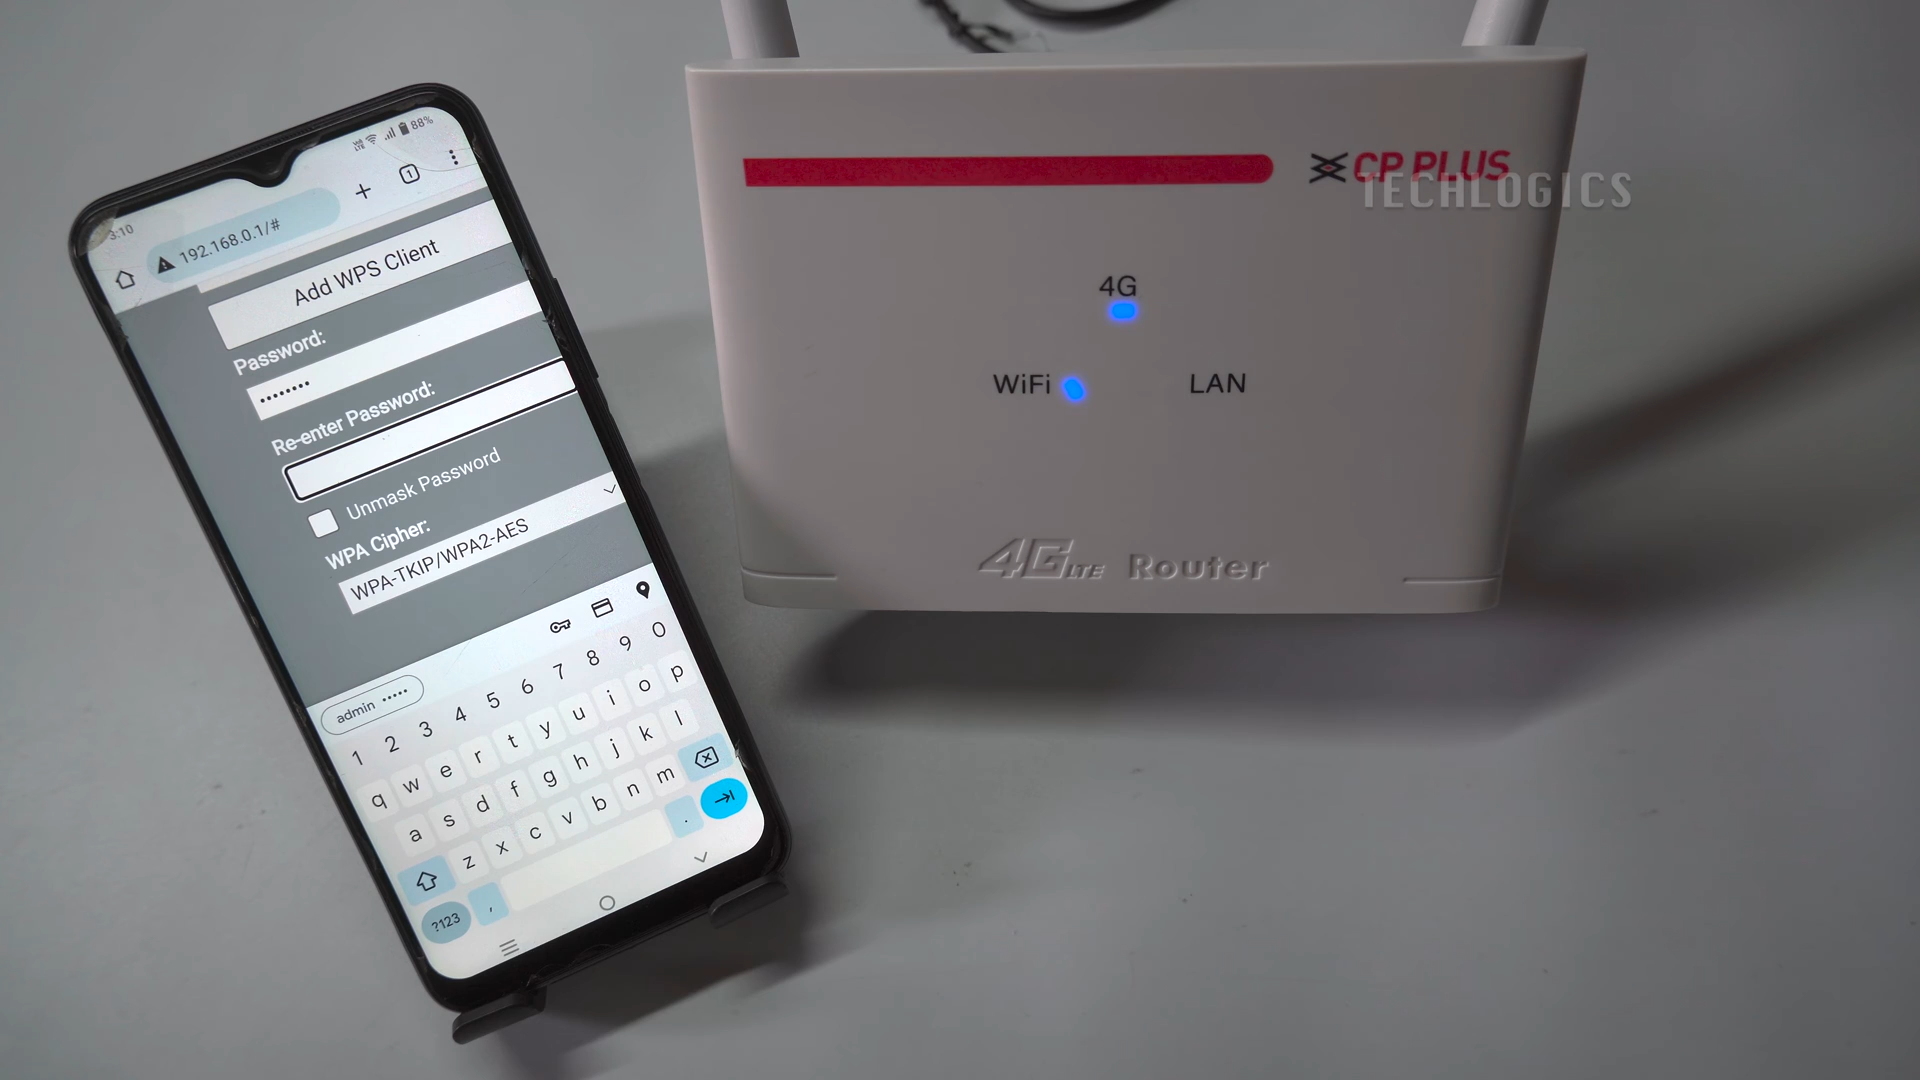 3:10
VoLTE
88%
192.168.0.1/#
1
Add WPS Client
Password:
••••••••
Re-enter Password:
Unmask Password
WPA Cipher:
WPA-TKIP/WPA2-AES
admin •••••
1 2 3 4 5 6 7 8 9 0
q w e r t y u i o p
a s d f g h j k l
z x c v b n m
?123 , .
CP PLUS
TECHLOGICS
4G
WiFi
LAN
4G LTE Router